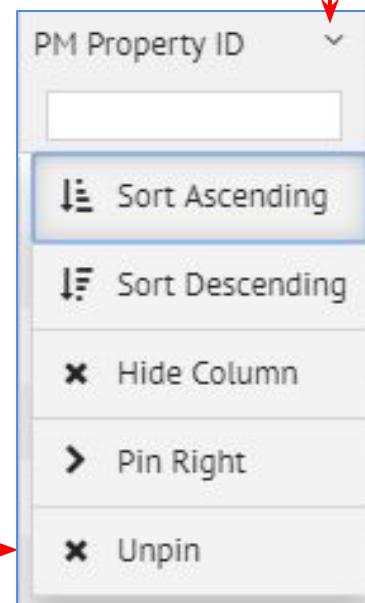 PM Property ID
Sort Ascending
Sort Descending
Hide Column
Pin Right
Unpin